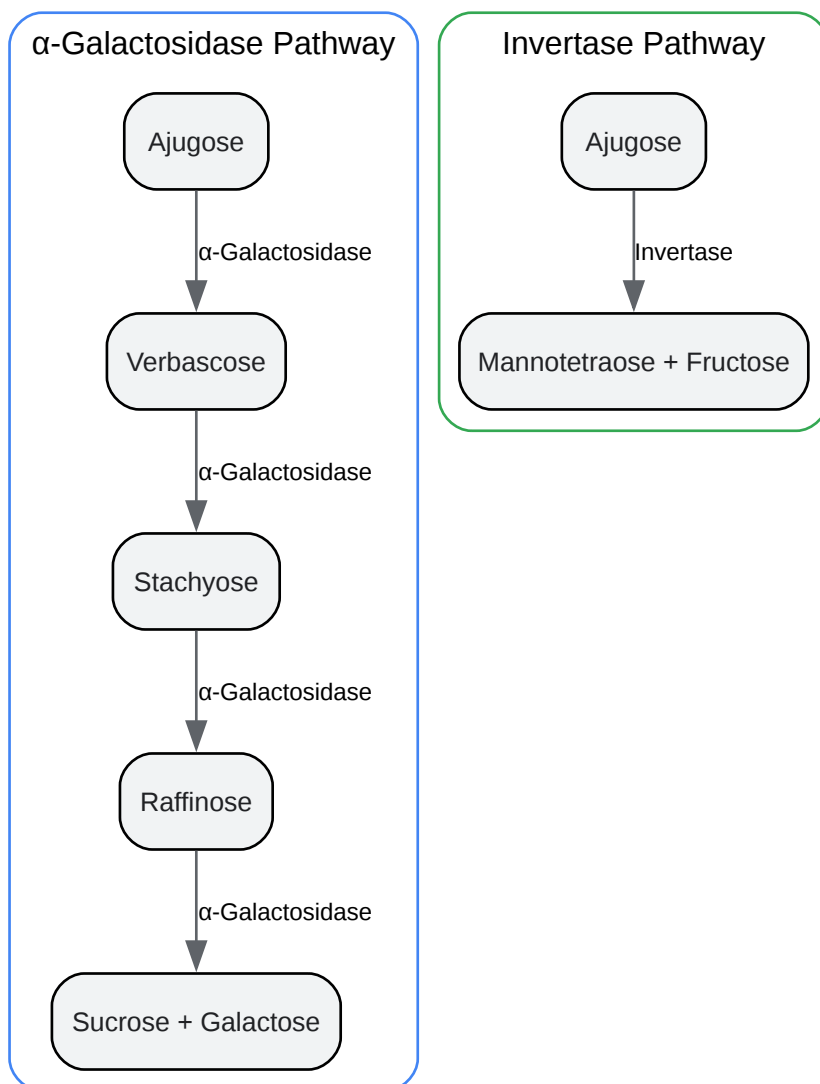 α-Galactosidase Pathway
Ajugose
α-Galactosidase
Verbascose
α-Galactosidase
Stachyose
α-Galactosidase
Raffinose
α-Galactosidase
Sucrose + Galactose
Invertase Pathway
Ajugose
Invertase
Mannotetraose + Fructose